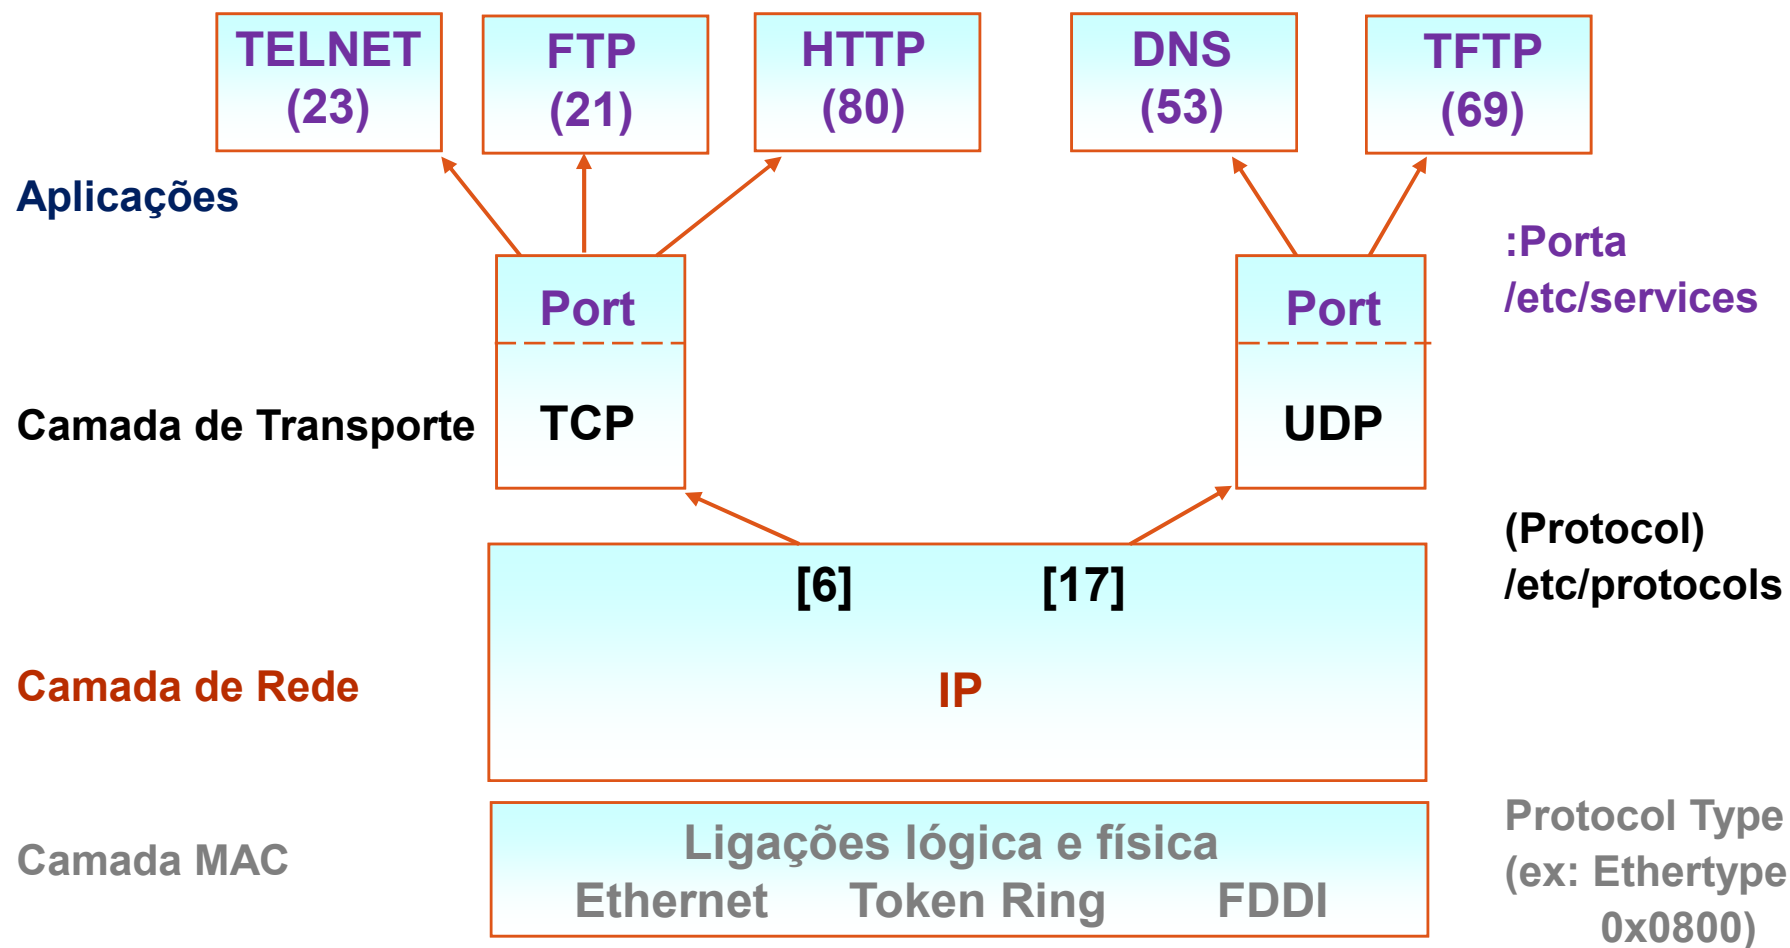 TELNET
(23)
FTP
(21)
HTTP
(80)
DNS
(53)
TFTP
(69)
Aplicações
:Porta
/etc/services
Port
Port
Camada de Transporte
TCP
UDP
(Protocol)
/etc/protocols
[6]
[17]
Camada de Rede
IP
Camada MAC
Ligações lógica e física
Ethernet Token Ring FDDI
Protocol Type
(ex: Ethertype
0x0800)